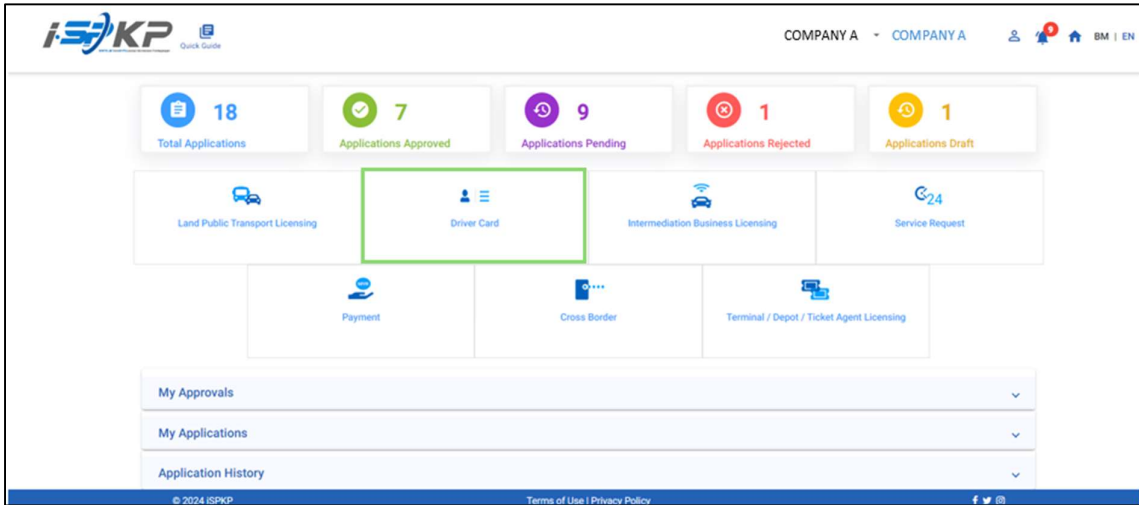 iSPKP
Quick Guide
COMPANY A - COMPANY A
9
BM | EN
18
Total Applications
7
Applications Approved
9
Applications Pending
1
Applications Rejected
1
Applications Draft
Land Public Transport Licensing
Driver Card
Intermediation Business Licensing
24
Service Request
Payment
Cross Border
Terminal / Depot / Ticket Agent Licensing
My Approvals
My Applications
Application History
© 2024 iSPKP
Terms of Use | Privacy Policy